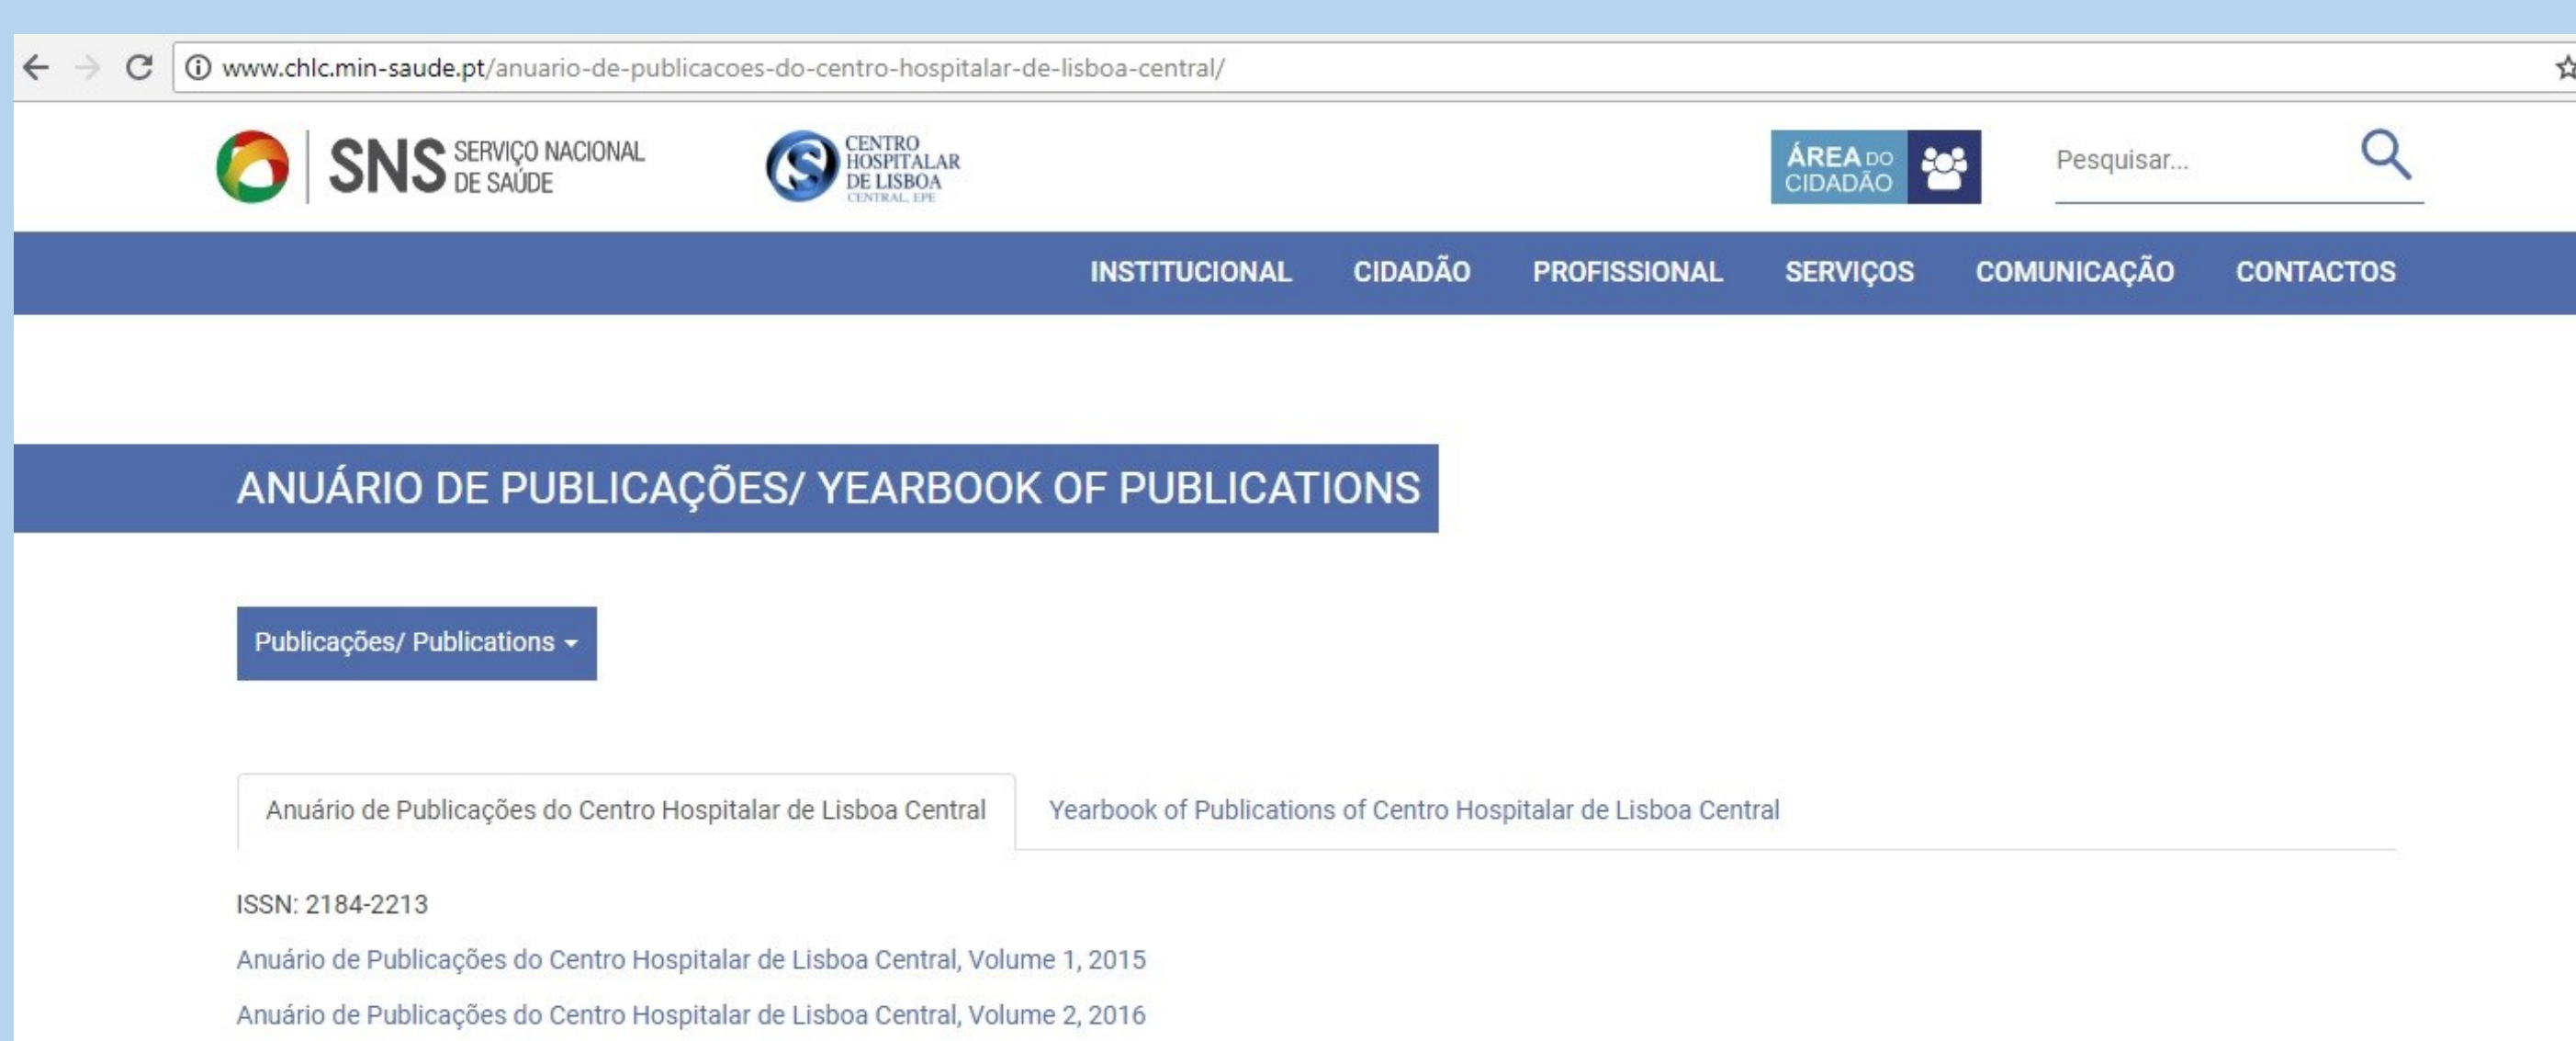 www.chlc.min-saude.pt/anuario-de-publicacoes-do-centro-hospitalar-de-lisboa-central/
SNS SERVIÇO NACIONAL
DE SAÚDE
CENTRO
HOSPITALAR
DE LISBOA
CENTRAL, EPE
ÁREA DO
CIDADÃO
Pesquisar...
INSTITUCIONAL CIDADÃO PROFISSIONAL SERVIÇOS COMUNICAÇÃO CONTACTOS
ANUÁRIO DE PUBLICAÇÕES/ YEARBOOK OF PUBLICATIONS
Publicações/ Publications
Anuário de Publicações do Centro Hospitalar de Lisboa Central Yearbook of Publications of Centro Hospitalar de Lisboa Central
ISSN: 2184-2213
Anuário de Publicações do Centro Hospitalar de Lisboa Central, Volume 1, 2015
Anuário de Publicações do Centro Hospitalar de Lisboa Central, Volume 2, 2016